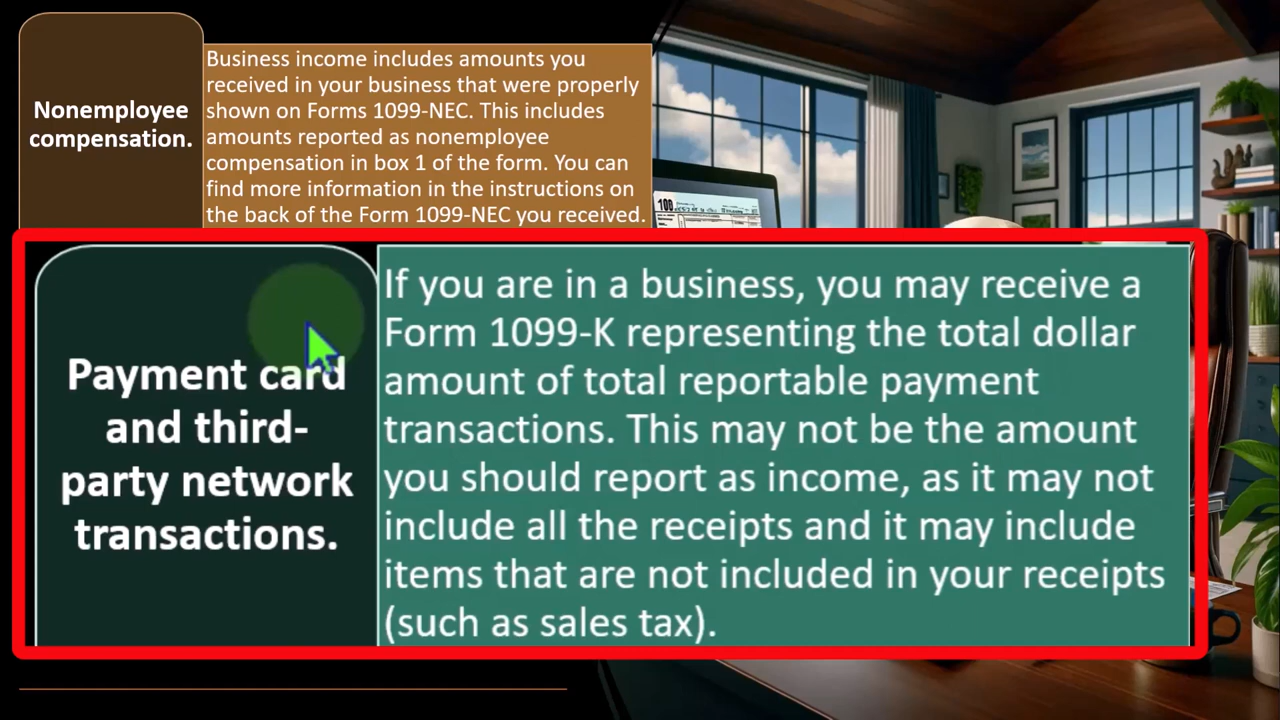 Nonemployee
compensation.
Business income includes amounts you
received in your business that were properly
shown on Forms 1099-NEC. This includes
amounts reported as nonemployee
compensation in box 1 of the form. You can
find more information in the instructions on
the back of the Form 1099-NEC you received.
Payment card
and third-
party network
transactions.
If you are in a business, you may receive a
Form 1099-K representing the total dollar
amount of total reportable payment
transactions. This may not be the amount
you should report as income, as it may not
include all the receipts and it may include
items that are not included in your receipts
(such as sales tax).